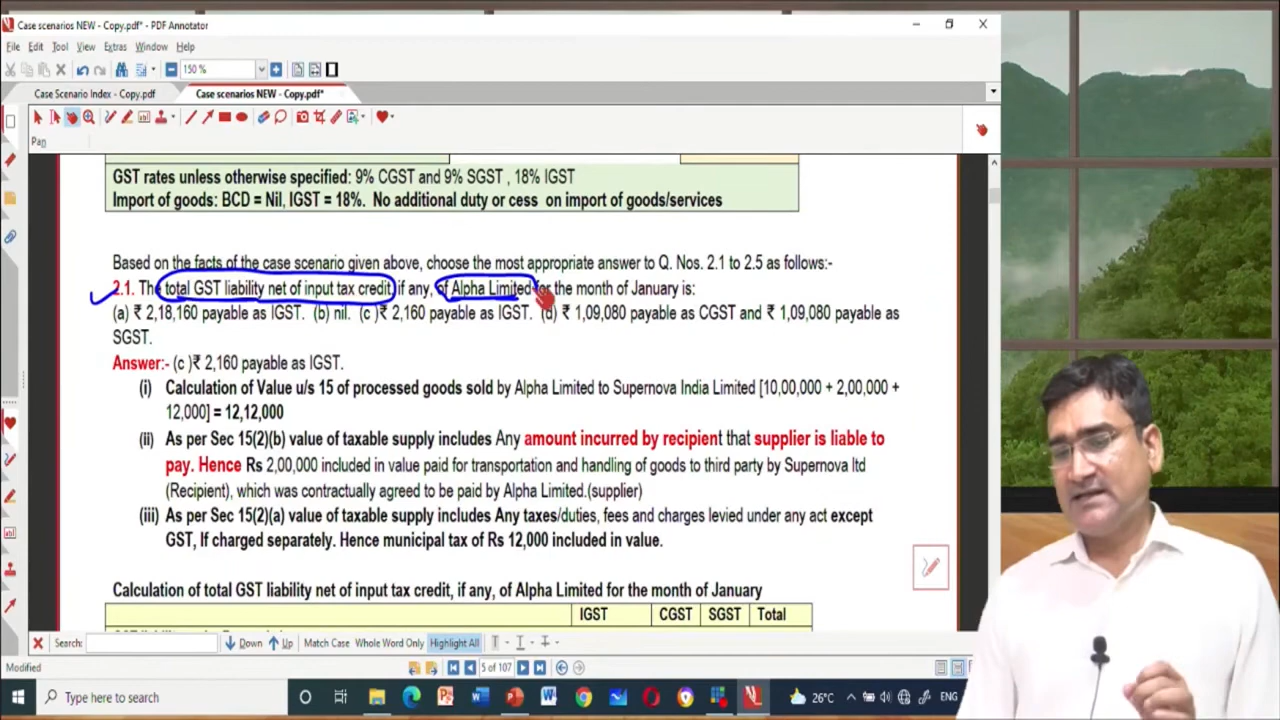 Case scenarios NEW - Copy.pdf* - PDF Annotator
File Edit Tool View Extras Window Help
150 %
Case Scenario Index - Copy.pdf Case scenarios NEW - Copy.pdf*
Pan
GST rates unless otherwise specified: 9% CGST and 9% SGST , 18% IGST
Import of goods: BCD = Nil, IGST = 18%. No additional duty or cess on import of goods/services
Based on the facts of the case scenario given above, choose the most appropriate answer to Q. Nos. 2.1 to 2.5 as follows:-
2.1. The total GST liability net of input tax credit, if any, of Alpha Limited for the month of January is:
(a) ₹ 2,18,160 payable as IGST. (b) nil. (c )₹ 2,160 payable as IGST. (d) ₹ 1,09,080 payable as CGST and ₹ 1,09,080 payable as
SGST.
Answer:- (c )₹ 2,160 payable as IGST.
(i) Calculation of Value u/s 15 of processed goods sold by Alpha Limited to Supernova India Limited [10,00,000 + 2,00,000 +
12,000] = 12,12,000
(ii) As per Sec 15(2)(b) value of taxable supply includes Any amount incurred by recipient that supplier is liable to
pay. Hence Rs 2,00,000 included in value paid for transportation and handling of goods to third party by Supernova ltd
(Recipient), which was contractually agreed to be paid by Alpha Limited.(supplier)
(iii) As per Sec 15(2)(a) value of taxable supply includes Any taxes/duties, fees and charges levied under any act except
GST, If charged separately. Hence municipal tax of Rs 12,000 included in value.
Calculation of total GST liability net of input tax credit, if any, of Alpha Limited for the month of January
IGST CGST SGST Total
Search: Down Up Match Case Whole Word Only Highlight All
Modified 5 of 107
Type here to search 26°C ENG